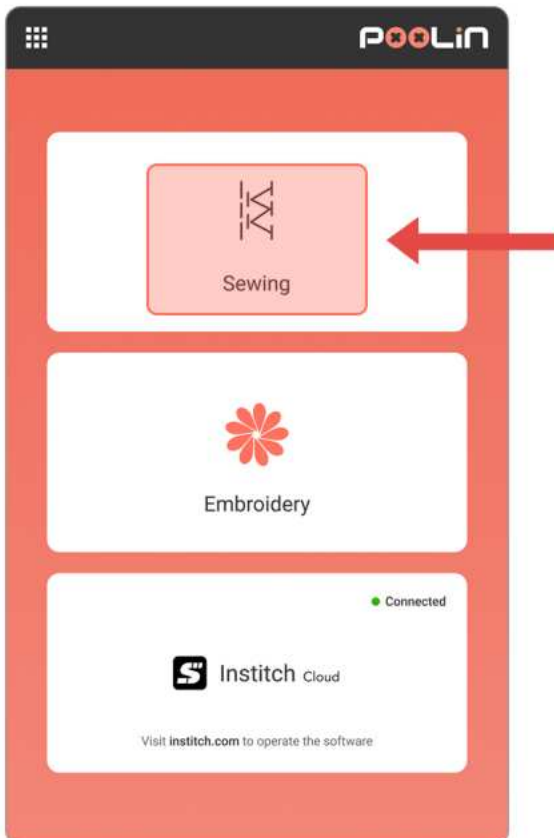 POOLiN
Sewing
Embroidery
Connected
S Institch Cloud
Visit institch.com to operate the software